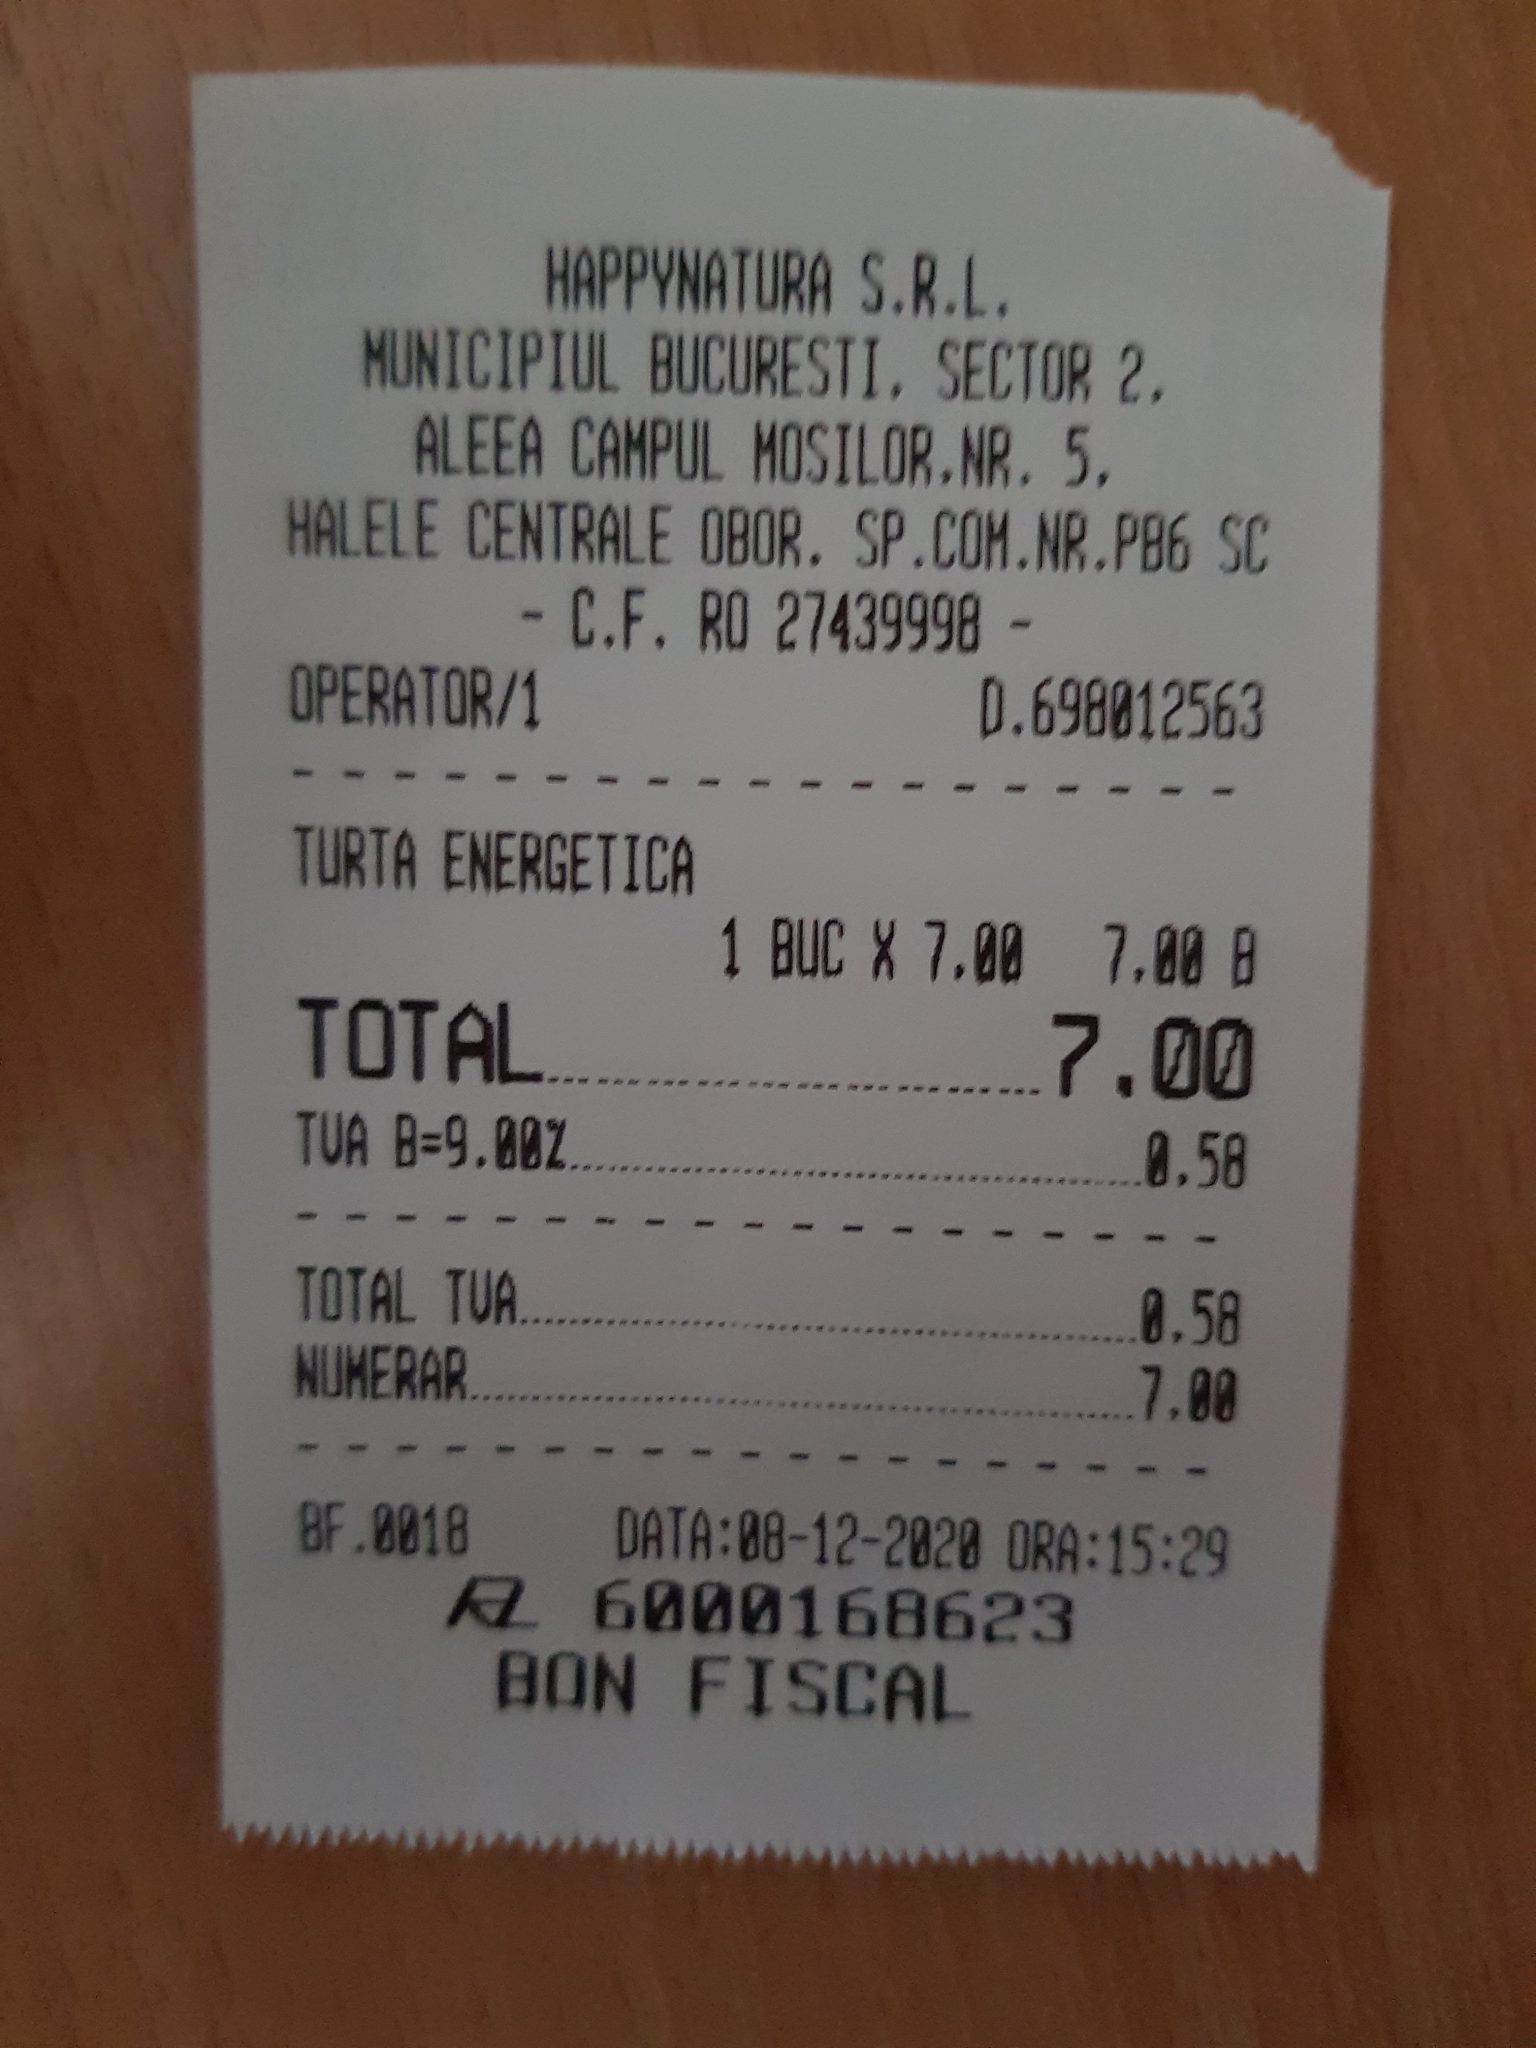 HAPPYNATURA S.R.L.
MUNICIPIUL BUCURESTI, SECTOR 2,
ALEEA CAMPUL MOSILOR,NR. 5,
HALELE CENTRALE OBOR, SP.COM.NR.PB6 SC
- C.F. RO 27439998 -
OPERATOR/1 D.698012563
TURTA ENERGETICA
1 BUC X 7.00 7.00 B
TOTAL 7.00
TVA B=9.00% 0.58
TOTAL TVA 0.58
NUMERAR 7.00
BF.0018 DATA:08-12-2020 ORA:15:29
6000168623
BON FISCAL